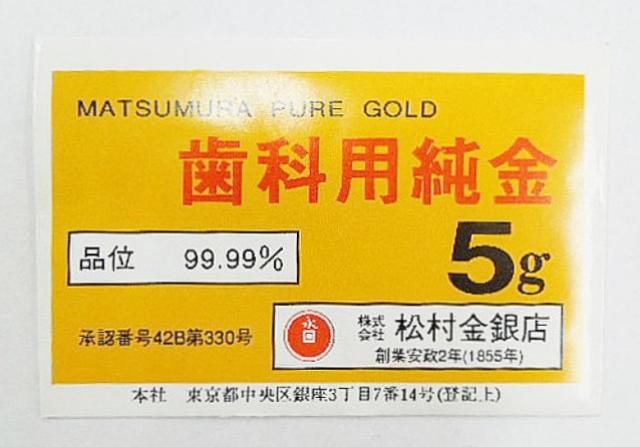 MATSUMURA PURE GOLD
歯科用純金
5g
品位 99.99%
承認番号42B第330号
永
株式会社 松村金銀店
創業安政2年(1855年)
本社 東京都中央区銀座3丁目7番14号(登記上)